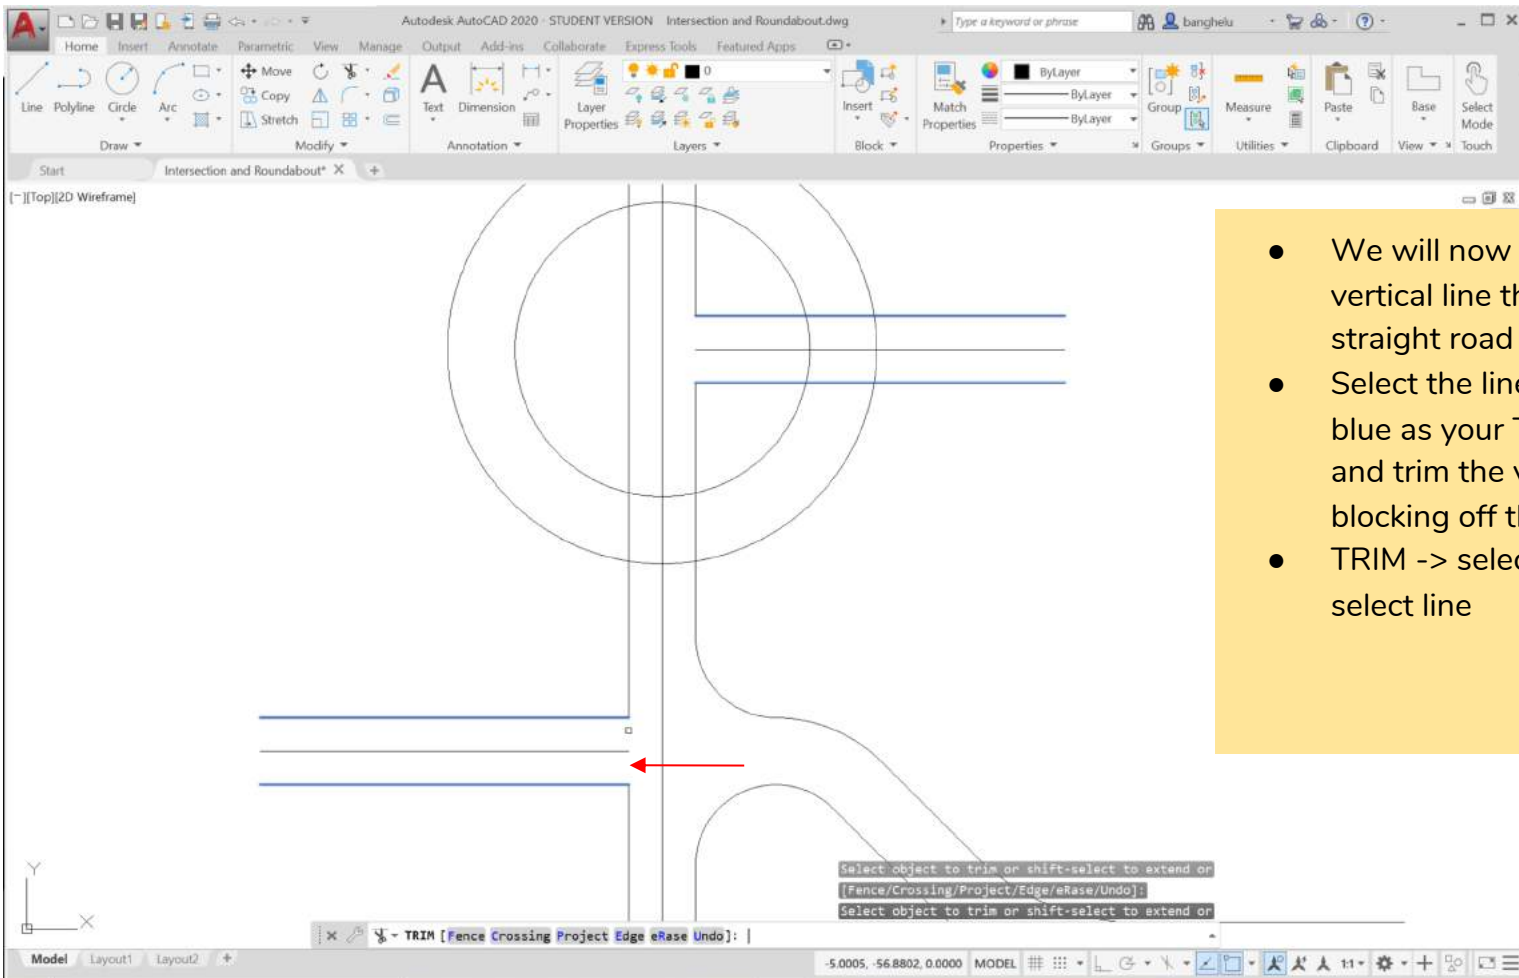 Autodesk AutoCAD 2020 - STUDENT VERSION Intersection and Roundabout.dwg Type a keyword or phrase banghelu
Home Insert Annotate Parametric View Manage Output Add-ins Collaborate Express Tools Featured Apps
Line Polyline Circle Arc Move Copy Stretch Text Dimension Layer Properties 0 Insert Match Properties ByLayer ByLayer ByLayer Group Measure Paste Base Select Mode
Draw Modify Annotation Layers Block Properties Groups Utilities Clipboard View Touch
Start Intersection and Roundabout* +
[-][Top][2D Wireframe]
● We will now
vertical line th
straight road
● Select the line
blue as your T
and trim the v
blocking off th
● TRIM -> selec
select line
Y
X
Select object to trim or shift-select to extend or
[Fence/Crossing/Project/Edge/eRase/Undo]:
Select object to trim or shift-select to extend or
TRIM [Fence Crossing Project Edge eRase Undo]:
Model Layout1 Layout2 + -5.0005, -56.8802, 0.0000 MODEL 1:1